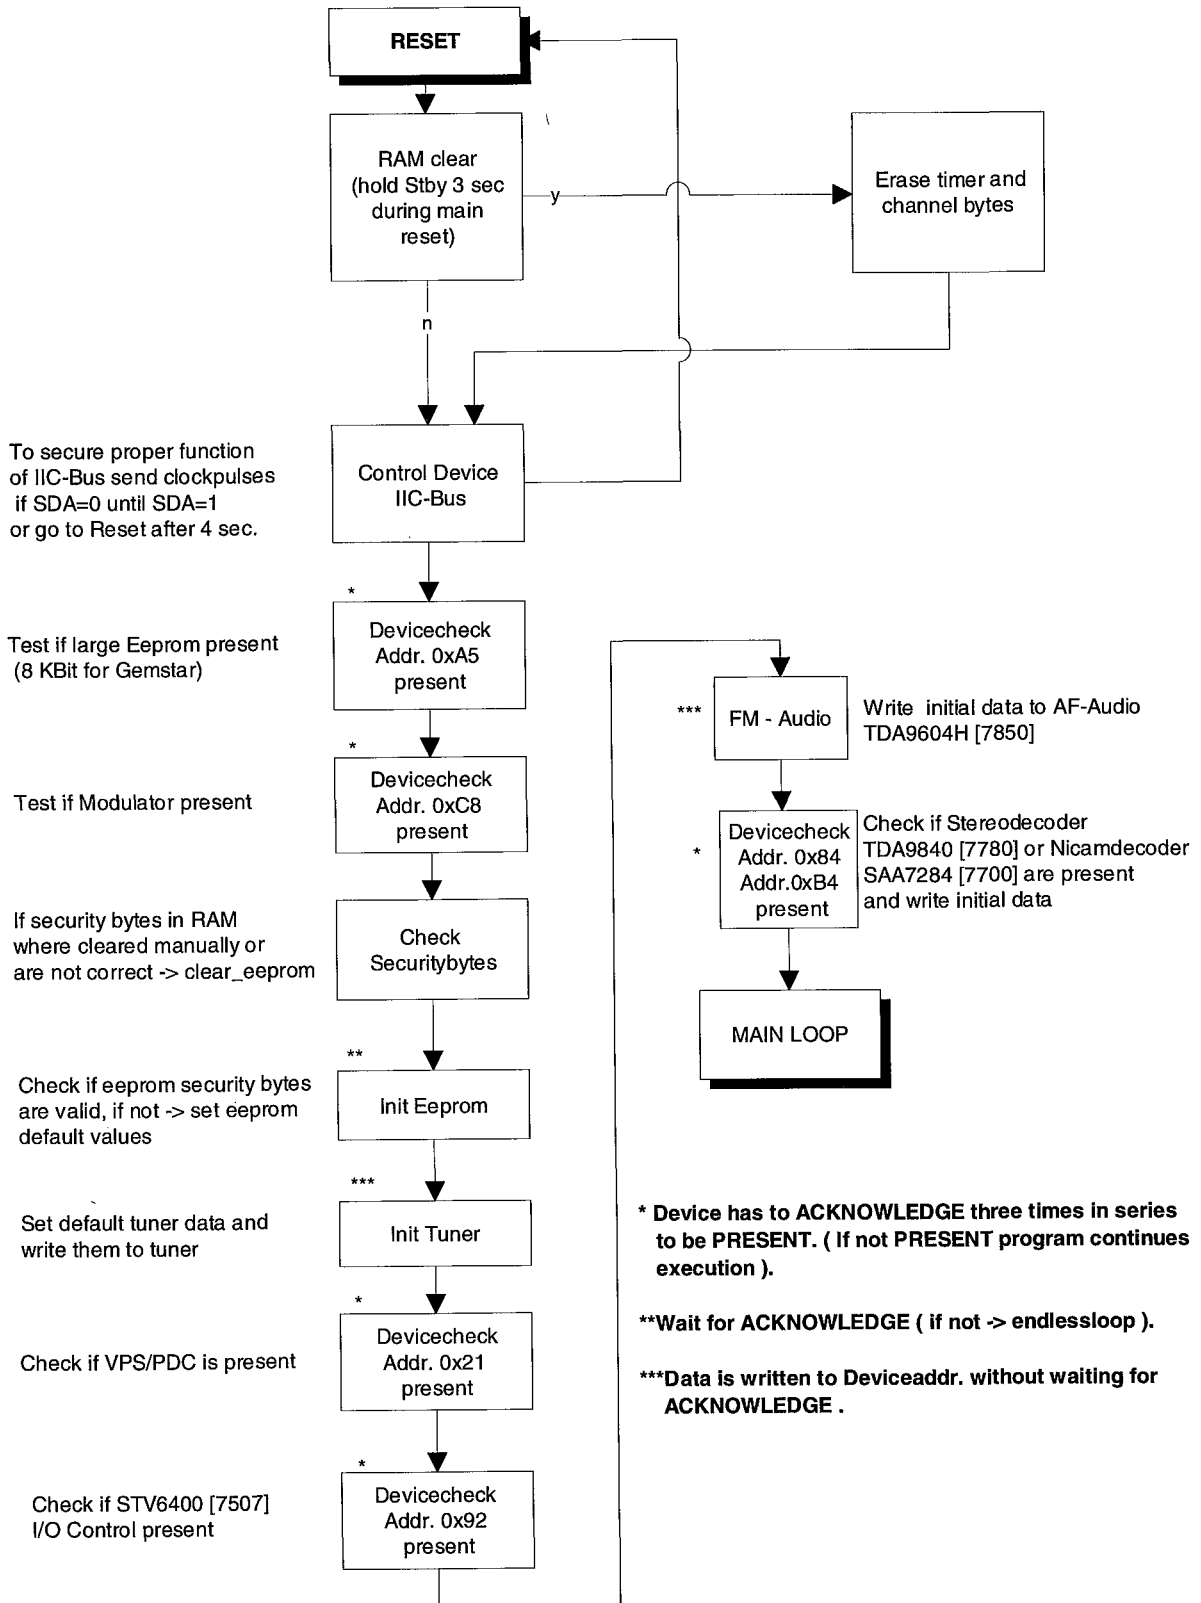 RESET
RAM clear
(hold Stby 3 sec
during main
reset)
y
Erase timer and
channel bytes
n
To secure proper function
of IIC-Bus send clockpulses
if SDA=0 until SDA=1
or go to Reset after 4 sec.
Control Device
IIC-Bus
*
Test if large Eeprom present
(8 KBit for Gemstar)
Devicecheck
Addr. 0xA5
present
*
Test if Modulator present
Devicecheck
Addr. 0xC8
present
If security bytes in RAM
where cleared manually or
are not correct -> clear_eeprom
Check
Securitybytes
**
Check if eeprom security bytes
are valid, if not -> set eeprom
default values
Init Eeprom
***
Set default tuner data and
write them to tuner
Init Tuner
*
Check if VPS/PDC is present
Devicecheck
Addr. 0x21
present
*
Check if STV6400 [7507]
I/O Control present
Devicecheck
Addr. 0x92
present
***
FM - Audio
Write initial data to AF-Audio
TDA9604H [7850]
*
Devicecheck
Addr. 0x84
Addr.0xB4
present
Check if Stereodecoder
TDA9840 [7780] or Nicamdecoder
SAA7284 [7700] are present
and write initial data
MAIN LOOP
* Device has to ACKNOWLEDGE three times in series
to be PRESENT. ( If not PRESENT program continues
execution ).
**Wait for ACKNOWLEDGE ( if not -> endlessloop ).
***Data is written to Deviceaddr. without waiting for
ACKNOWLEDGE .